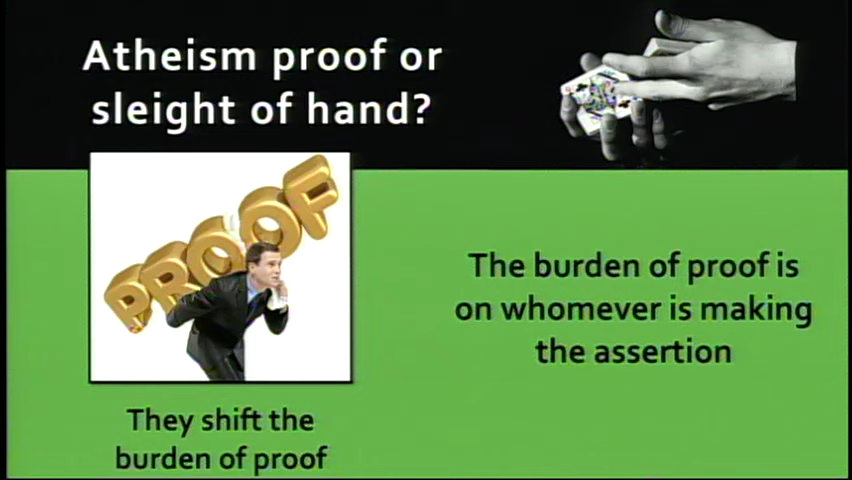 Atheism proof or
sleight of hand?
PROOF
The burden of proof is
on whomever is making
the assertion
They shift the
burden of proof